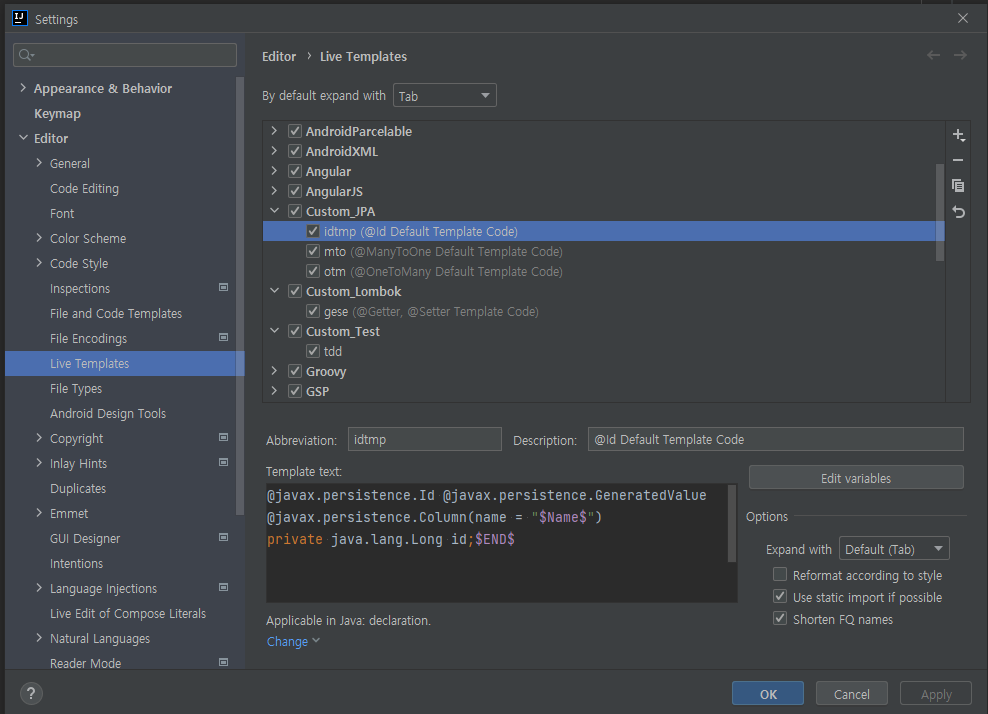 Settings
Appearance & Behavior
Keymap
Editor
General
Code Editing
Font
Color Scheme
Code Style
Inspections
File and Code Templates
File Encodings
Live Templates
File Types
Android Design Tools
Copyright
Inlay Hints
Duplicates
Emmet
GUI Designer
Intentions
Language Injections
Live Edit of Compose Literals
Natural Languages
Reader Mode
Editor › Live Templates
By default expand with Tab
AndroidParcelable
AndroidXML
Angular
AngularJS
Custom_JPA
idtmp (@Id Default Template Code)
mto (@ManyToOne Default Template Code)
otm (@OneToMany Default Template Code)
Custom_Lombok
gese (@Getter, @Setter Template Code)
Custom_Test
tdd
Groovy
GSP
Abbreviation: idtmp Description: @Id Default Template Code
Template text:
@javax.persistence.Id @javax.persistence.GeneratedValue
@javax.persistence.Column(name = "$Name$")
private java.lang.Long id;$END$
Applicable in Java: declaration.
Change
Edit variables
Options
Expand with Default (Tab)
Reformat according to style
Use static import if possible
Shorten FQ names
?
OK Cancel Apply